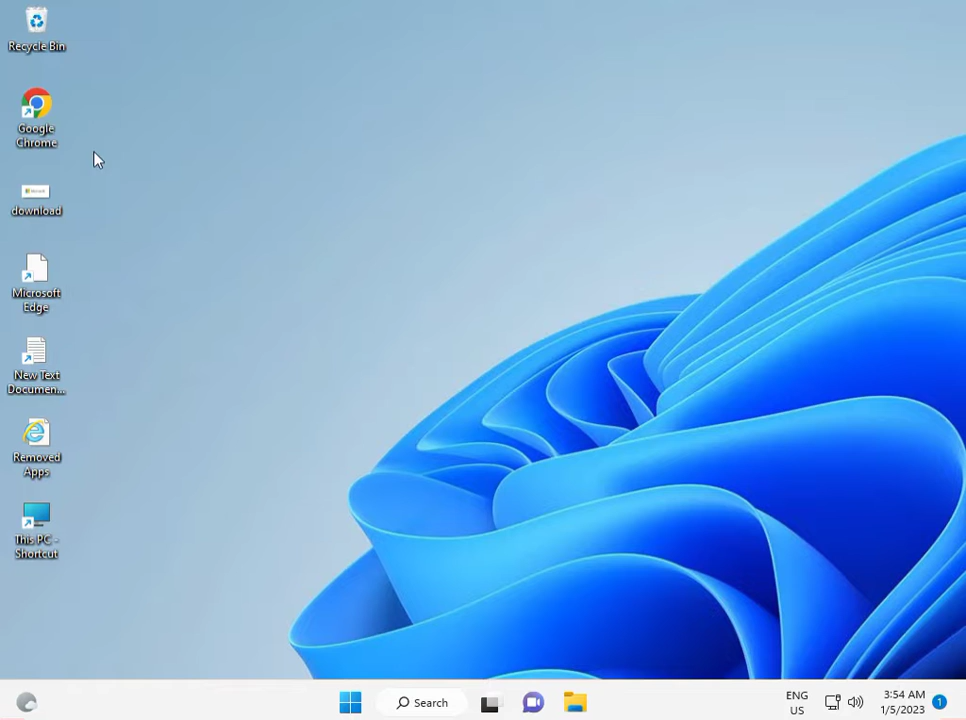 Recycle Bin
Google
Chrome
download
Microsoft
Edge
New Text
Documen...
Removed
Apps
This PC -
Shortcut
Search
ENG
US
3:54 AM
1/5/2023
1